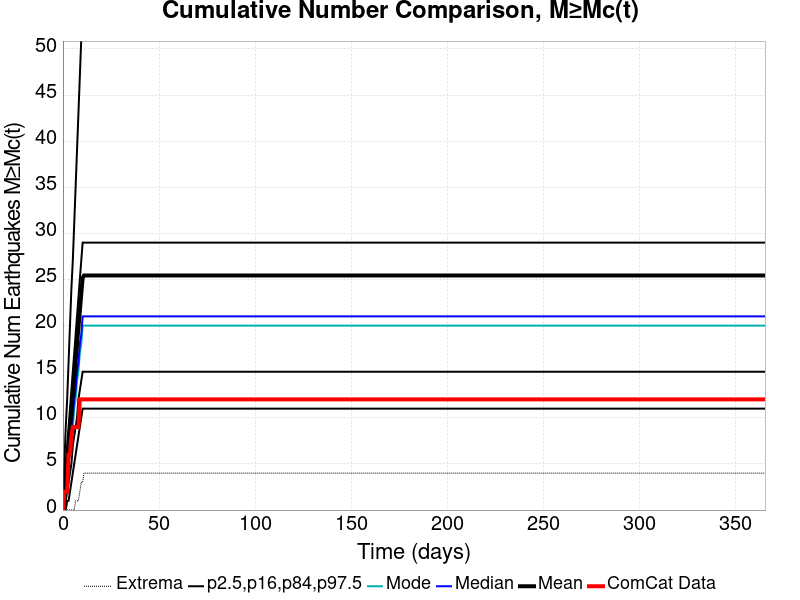 Cumulative Number Comparison, M≥Mc(t)
Cumulative Num Earthquakes M≥Mc(t)
50
45
40
35
30
25
20
15
10
5
0
0 50 100 150 200 250 300 350
Time (days)
Extrema p2.5,p16,p84,p97.5 Mode Median Mean ComCat Data